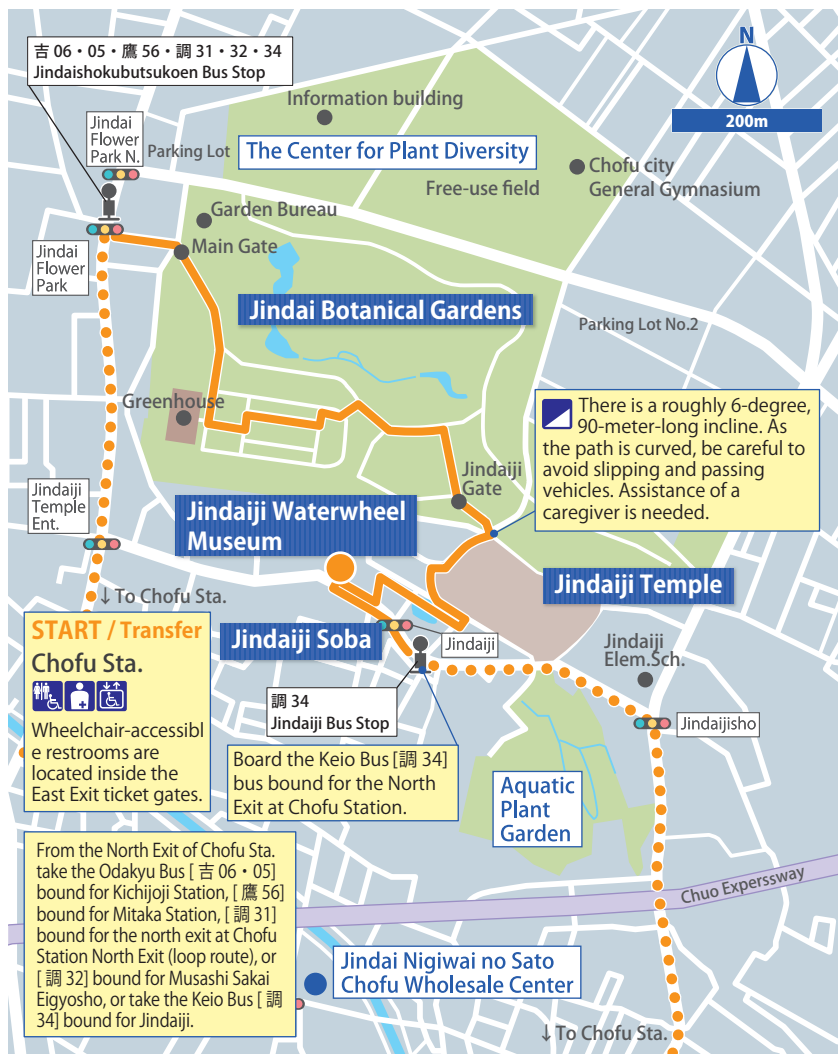 吉 06・05・鷹 56・調 31・32・34
Jindaishokubutsukoen Bus Stop
N
200m
Jindai
Flower
Park N.
Parking Lot
Information building
The Center for Plant Diversity
Free-use field
Chofu city
General Gymnasium
Garden Bureau
Main Gate
Jindai
Flower
Park
Jindai Botanical Gardens
Parking Lot No.2
Greenhouse
There is a roughly 6-degree,
90-meter-long incline. As
the path is curved, be careful to
avoid slipping and passing
vehicles. Assistance of a
caregiver is needed.
Jindaiji
Gate
Jindaiji
Temple
Ent.
Jindaiji Waterwheel
Museum
Jindaiji Temple
↓To Chofu Sta.
START / Transfer
Chofu Sta.
Wheelchair-accessibl
e restrooms are
located inside the
East Exit ticket gates.
Jindaiji Soba
Jindaiji
Jindaiji
Elem.Sch.
調 34
Jindaiji Bus Stop
Jindaijisho
Board the Keio Bus [調 34]
bus bound for the North
Exit at Chofu Station.
Aquatic
Plant
Garden
From the North Exit of Chofu Sta.
take the Odakyu Bus [ 吉 06・05]
bound for Kichijoji Station, [ 鷹 56]
bound for Mitaka Station, [ 調 31]
bound for the north exit at Chofu
Station North Exit (loop route), or
[ 調 32] bound for Musashi Sakai
Eigyosho, or take the Keio Bus [ 調
34] bound for Jindaiji.
Chuo Experssway
Jindai Nigiwai no Sato
Chofu Wholesale Center
↓To Chofu Sta.